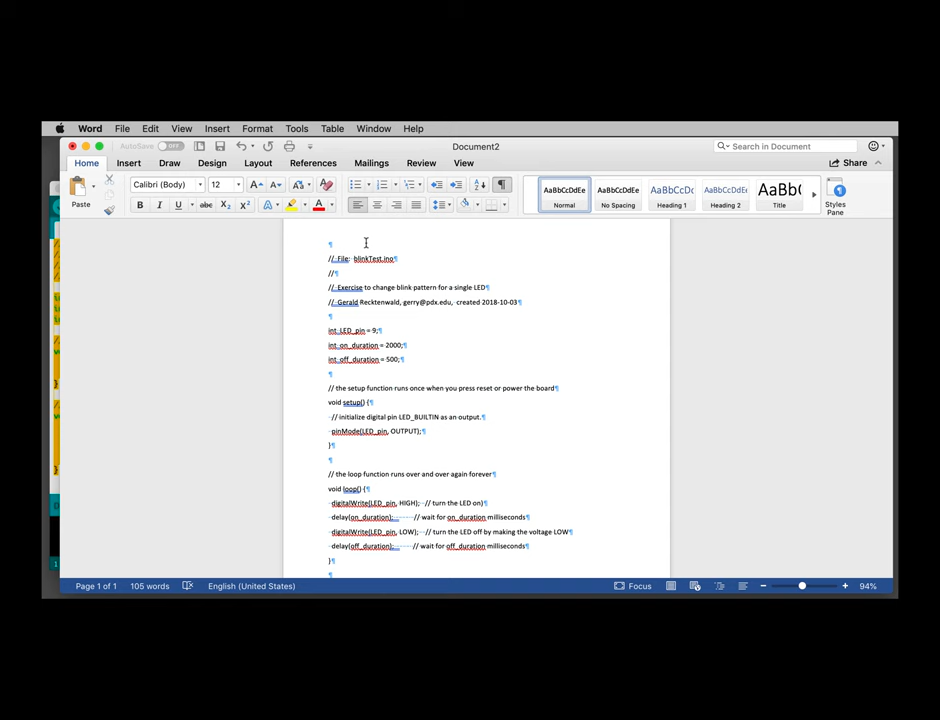 Word File Edit View Insert Format Tools Table Window Help
AutoSave OFF Document2 Search in Document
Home Insert Draw Design Layout References Mailings Review View Share
Paste Calibri (Body) 12 A A Aa A AaBbCcDdEe AaBbCcDdEe AaBbCcDc AaBbCcDdEe AaBb( Styles Pane
B I U abc X2 X2 A A Normal No Spacing Heading 1 Heading 2 Title
¶
// File: blinkTest.ino¶
//¶
// Exercise to change blink pattern for a single LED¶
// Gerald Recktenwald, gerry@pdx.edu, created 2018-10-03¶
¶
int LED_pin = 9;¶
int on_duration = 2000;¶
int off_duration = 500;¶
¶
// the setup function runs once when you press reset or power the board¶
void setup() {¶
// initialize digital pin LED_BUILTIN as an output.¶
pinMode(LED_pin, OUTPUT);¶
}¶
¶
// the loop function runs over and over again forever¶
void loop() {¶
digitalWrite(LED_pin, HIGH); // turn the LED on)¶
delay(on_duration); // wait for on_duration milliseconds¶
digitalWrite(LED_pin, LOW); // turn the LED off by making the voltage LOW¶
delay(off_duration); // wait for off_duration milliseconds¶
}¶
¶
Page 1 of 1 105 words English (United States) Focus 94%